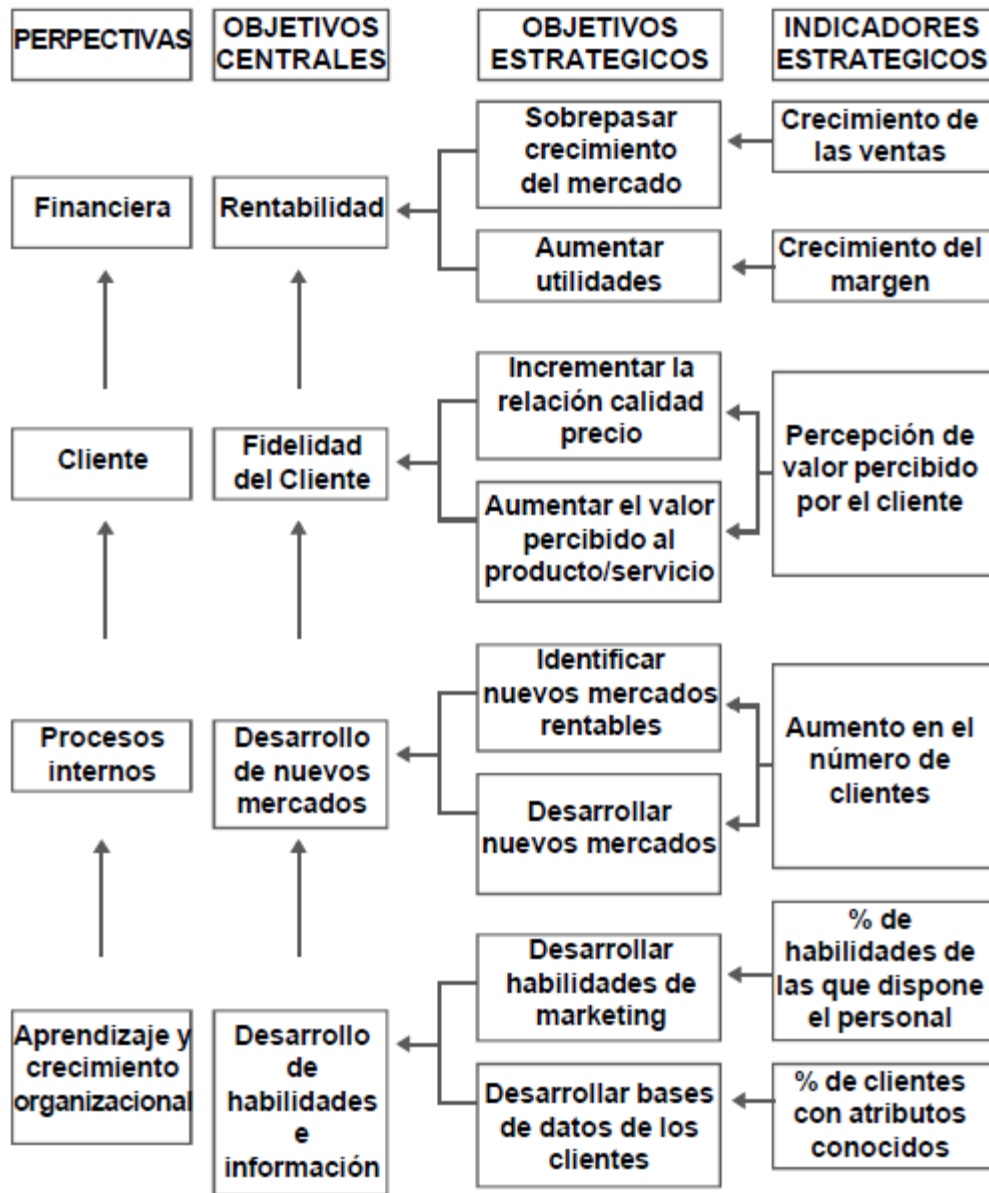 PERPECTIVAS
OBJETIVOS
CENTRALES
OBJETIVOS
ESTRATEGICOS
INDICADORES
ESTRATEGICOS
Financiera
Rentabilidad
Sobrepasar
crecimiento
del mercado
Crecimiento de
las ventas
Aumentar
utilidades
Crecimiento del
margen
Cliente
Fidelidad
del Cliente
Incrementar la
relación calidad
precio
Aumentar el valor
percibido al
producto/servicio
Percepción de
valor percibido
por el cliente
Procesos
internos
Desarrollo
de nuevos
mercados
Identificar
nuevos mercados
rentables
Desarrollar
nuevos mercados
Aumento en el
número de
clientes
Aprendizaje y
crecimiento
organizacional
Desarrollo
de
habilidades
e
información
Desarrollar
habilidades de
marketing
% de
habilidades de
las que dispone
el personal
Desarrollar bases
de datos de los
clientes
% de clientes
con atributos
conocidos